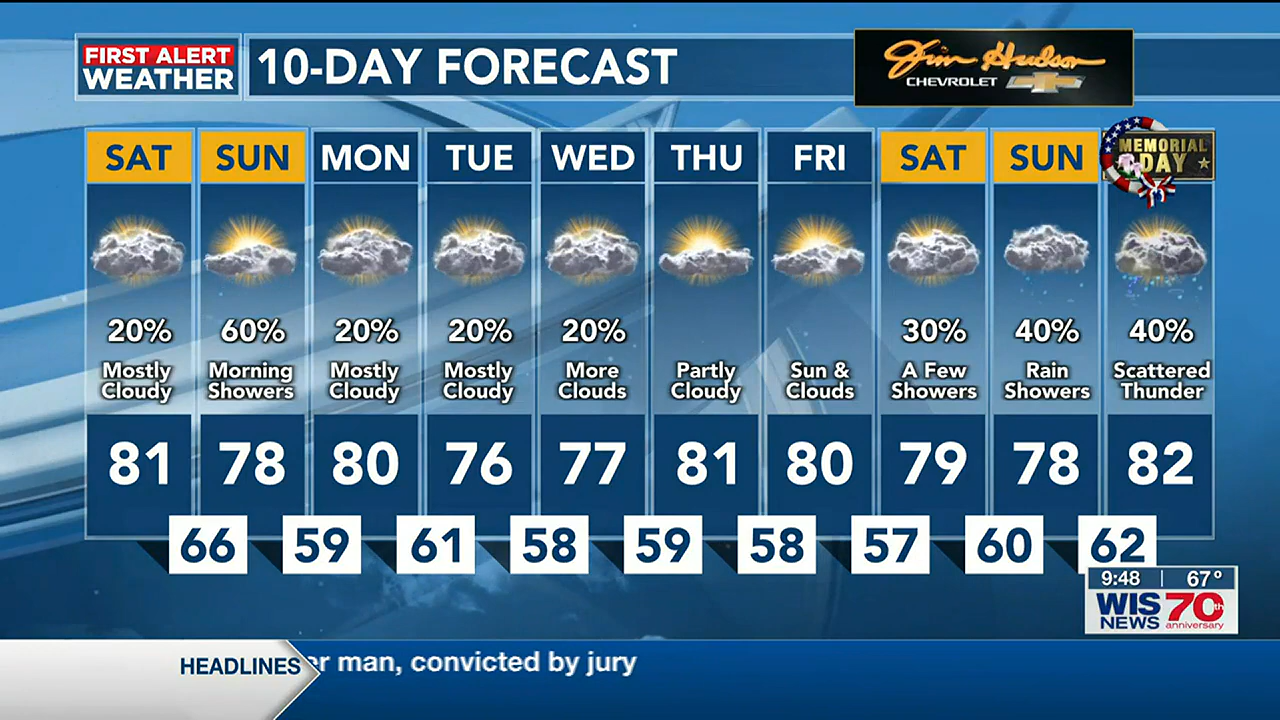 FIRST ALERT
WEATHER
10-DAY FORECAST
Jim Hudson
CHEVROLET
SAT SUN MON TUE WED THU FRI SAT SUN MEMORIAL
DAY
20% 60% 20% 20% 20% 30% 40% 40%
Mostly Morning Mostly Mostly More Partly Sun & A Few Rain Scattered
Cloudy Showers Cloudy Cloudy Clouds Cloudy Clouds Showers Showers Thunder
81 78 80 76 77 81 80 79 78 82
66 59 61 58 59 58 57 60 62
9:48 | 67°
WIS 70th
NEWS anniversary
HEADLINES er man, convicted by jury